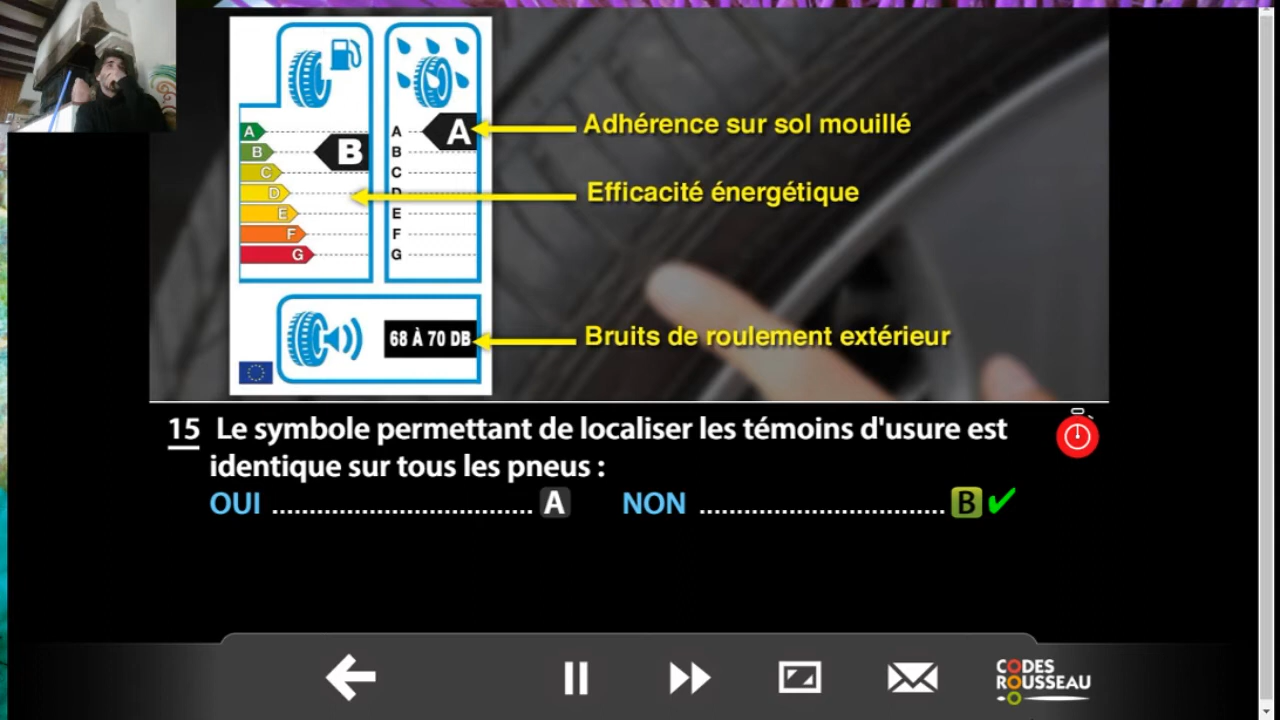 A
B
C
D
E
F
G
B
A
B
C
D
E
F
G
A
Adhérence sur sol mouillé
Efficacité énergétique
68 À 70 DB
Bruits de roulement extérieur
15 Le symbole permettant de localiser les témoins d'usure est
identique sur tous les pneus :
OUI .................................. A NON ................................ B
CODES
ROUSSEAU